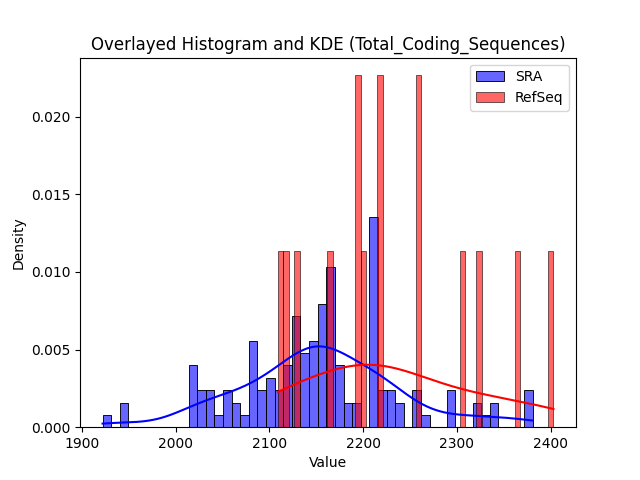 Overlayed Histogram and KDE (Total_Coding_Sequences)
SRA
RefSeq
0.020
0.015
0.010
0.005
0.000
Density
1900 2000 2100 2200 2300 2400
Value